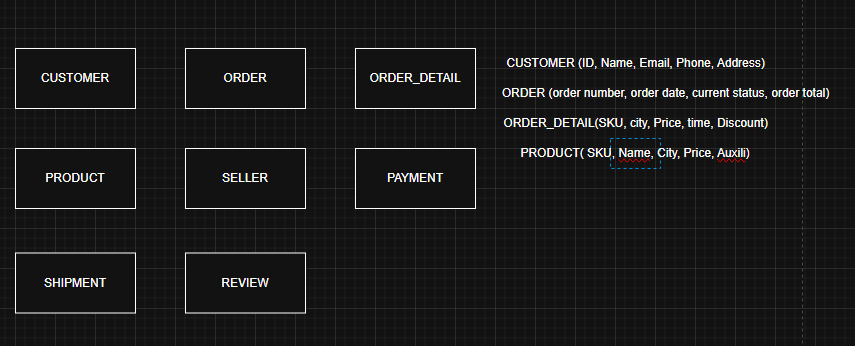 CUSTOMER
ORDER
ORDER_DETAIL
PRODUCT
SELLER
PAYMENT
SHIPMENT
REVIEW
CUSTOMER (ID, Name, Email, Phone, Address)
ORDER (order number, order date, current status, order total)
ORDER_DETAIL(SKU, city, Price, time, Discount)
PRODUCT( SKU, Name, City, Price, Auxili)